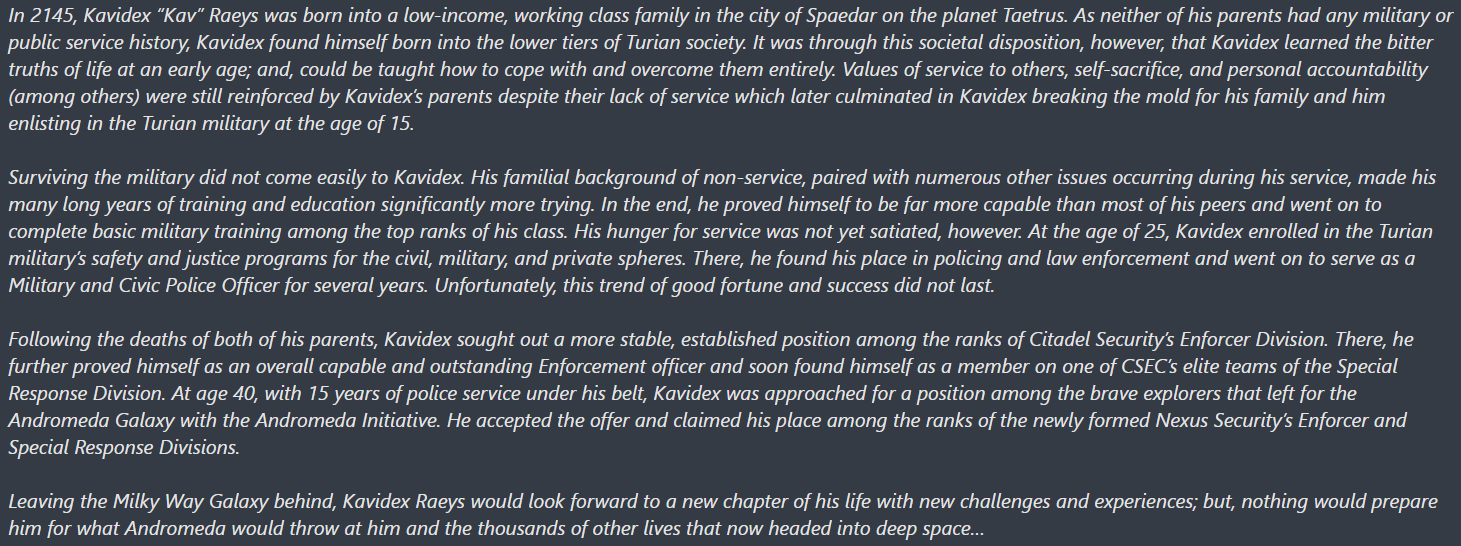 In 2145, Kavidex “Kav” Raeys was born into a low-income, working class family in the city of Spaedar on the planet Taetrus. As neither of his parents had any military or
public service history, Kavidex found himself born into the lower tiers of Turian society. It was through this societal disposition, however, that Kavidex learned the bitter
truths of life at an early age; and, could be taught how to cope with and overcome them entirely. Values of service to others, self-sacrifice, and personal accountability
(among others) were still reinforced by Kavidex’s parents despite their lack of service which later culminated in Kavidex breaking the mold for his family and him
enlisting in the Turian military at the age of 15.
Surviving the military did not come easily to Kavidex. His familial background of non-service, paired with numerous other issues occurring during his service, made his
many long years of training and education significantly more trying. In the end, he proved himself to be far more capable than most of his peers and went on to
complete basic military training among the top ranks of his class. His hunger for service was not yet satiated, however. At the age of 25, Kavidex enrolled in the Turian
military’s safety and justice programs for the civil, military, and private spheres. There, he found his place in policing and law enforcement and went on to serve as a
Military and Civic Police Officer for several years. Unfortunately, this trend of good fortune and success did not last.
Following the deaths of both of his parents, Kavidex sought out a more stable, established position among the ranks of Citadel Security’s Enforcer Division. There, he
further proved himself as an overall capable and outstanding Enforcement officer and soon found himself as a member on one of CSEC’s elite teams of the Special
Response Division. At age 40, with 15 years of police service under his belt, Kavidex was approached for a position among the brave explorers that left for the
Andromeda Galaxy with the Andromeda Initiative. He accepted the offer and claimed his place among the ranks of the newly formed Nexus Security’s Enforcer and
Special Response Divisions.
Leaving the Milky Way Galaxy behind, Kavidex Raeys would look forward to a new chapter of his life with new challenges and experiences; but, nothing would prepare
him for what Andromeda would throw at him and the thousands of other lives that now headed into deep space...